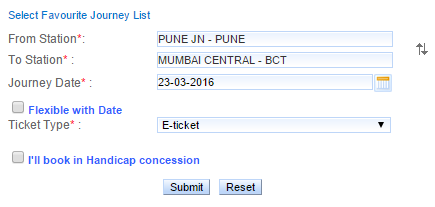 Select Favourite Journey List
From Station*: PUNE JN - PUNE
To Station* : MUMBAI CENTRAL - BCT
Journey Date* : 23-03-2016
Flexible with Date
Ticket Type* : E-ticket
I'll book in Handicap concession
Submit Reset